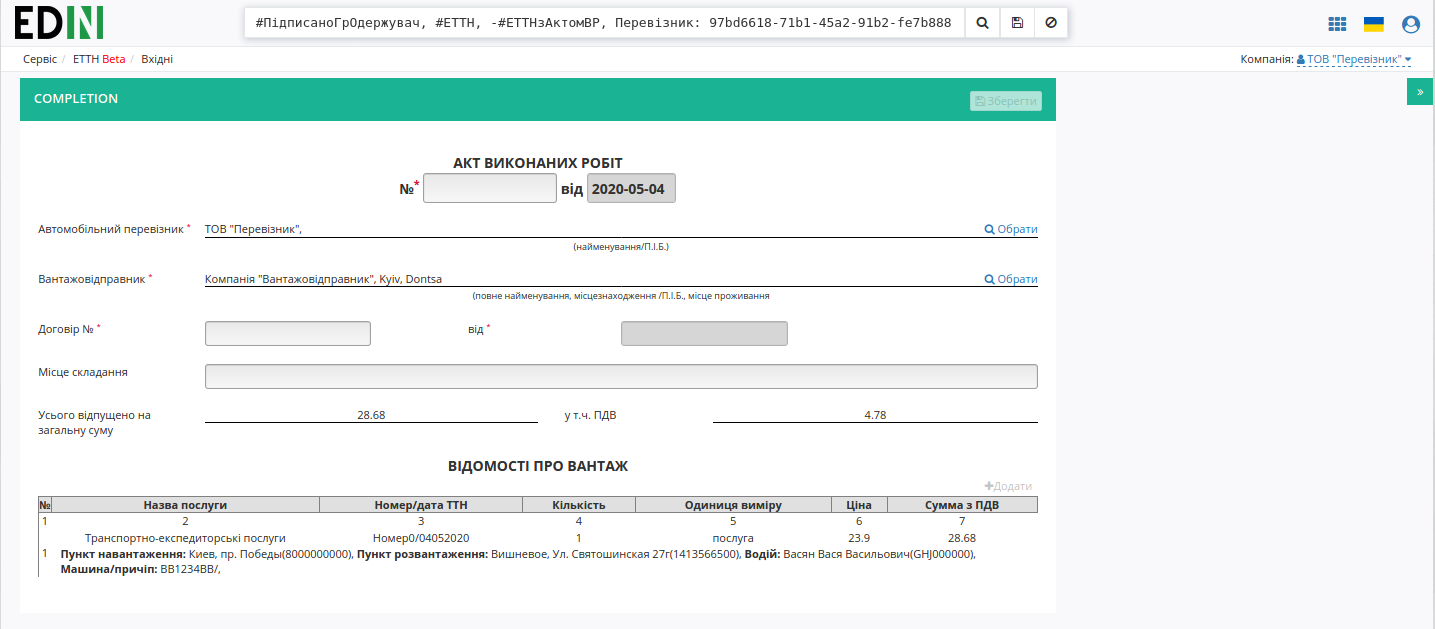 EDIN
#ПідписаноГрОдержувач, #ЕТТН, -#ЕТТНзАктомВР, Перевізник: 97bd6618-71b1-45a2-91b2-fe7b888
Сервіс / ЕТТН Beta / Вхідні
Компанія: ТОВ "Перевізник"
COMPLETION
Зберегти
»
АКТ ВИКОНАНИХ РОБІТ
№* від 2020-05-04
Автомобільний перевізник * ТОВ "Перевізник", Обрати
(найменування/П.І.Б.)
Вантажовідправник * Компанія "Вантажовідправник", Kyiv, Dontsa Обрати
(повне найменування, місцезнаходження /П.І.Б., місце проживання
Договір № * від *
Місце складання
Усього відпущено на загальну суму 28.68 у т.ч. ПДВ 4.78
ВІДОМОСТІ ПРО ВАНТАЖ
+Додати
№ Назва послуги Номер/дата ТТН Кількість Одиниця виміру Ціна Сумма з ПДВ
1 2 3 4 5 6 7
Транспортно-експедиторські послуги Номер0/04052020 1 послуга 23.9 28.68
1 Пункт навантаження: Киев, пр. Победы(8000000000), Пункт розвантаження: Вишневое, Ул. Святошинская 27г(1413566500), Водій: Васян Вася Васильович(GHJ000000),
Машина/причіп: ВВ1234ВВ/,